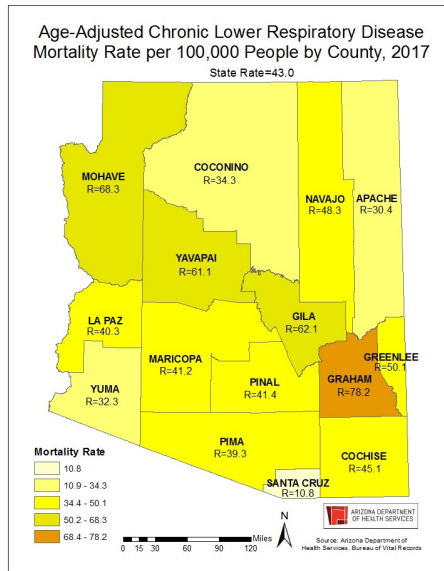 Age-Adjusted Chronic Lower Respiratory Disease
Mortality Rate per 100,000 People by County, 2017
State Rate=43.0
MOHAVE
R=68.3
COCONINO
R=34.3
NAVAJO
R=48.3
APACHE
R=30.4
YAVAPAI
R=61.1
GILA
R=62.1
LA PAZ
R=40.3
MARICOPA
R=41.2
PINAL
R=41.4
GREENLEE
R=50.1
GRAHAM
R=78.2
YUMA
R=32.3
PIMA
R=39.3
COCHISE
R=45.1
SANTA CRUZ
R=10.8
Mortality Rate
10.8
10.9 - 34.3
34.4 - 50.1
50.2 - 68.3
68.4 - 78.2
0 15 30 60 90 120 Miles
N
ARIZONA DEPARTMENT
OF HEALTH SERVICES
Source: Arizona Department of
Health Services, Bureau of Vital Records